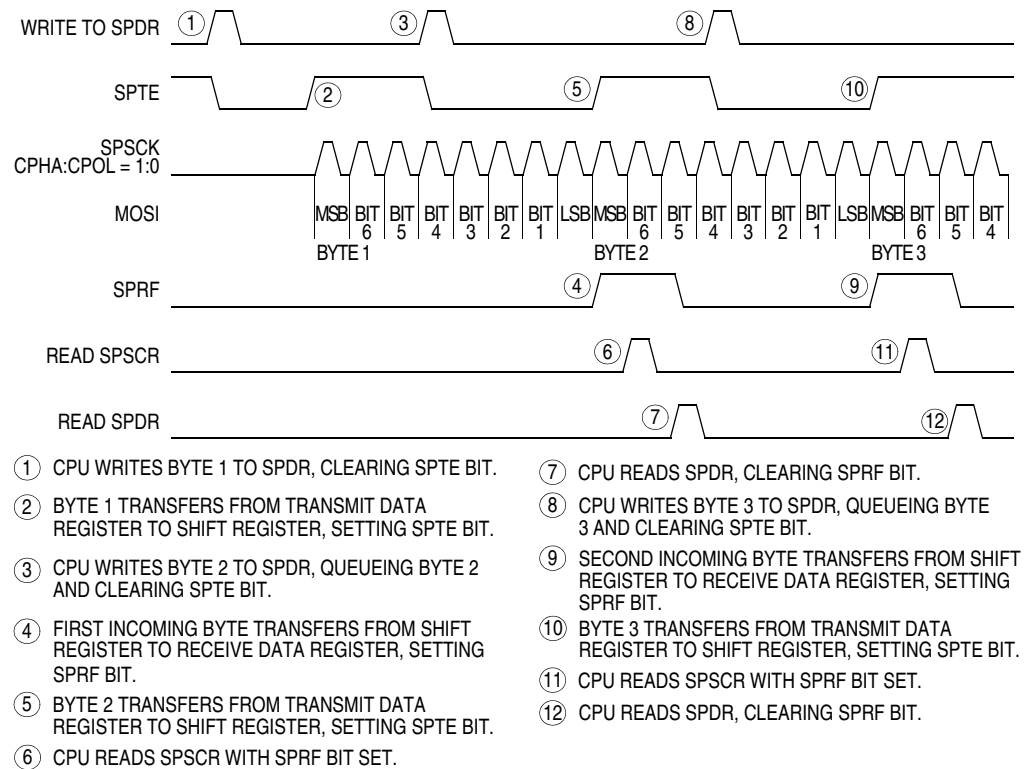 WRITE TO SPDR
1
3
8
SPTE
2
5
10
SPSCK
CPHA:CPOL = 1:0
MOSI
MSB BIT BIT BIT BIT BIT BIT LSB MSB BIT BIT BIT BIT BIT BIT LSB MSB BIT BIT BIT
6 5 4 3 2 1 6 5 4 3 2 1 6 5 4
BYTE 1 BYTE 2 BYTE 3
SPRF
4
9
READ SPSCR
6
11
READ SPDR
7
12
1 CPU WRITES BYTE 1 TO SPDR, CLEARING SPTE BIT.
2 BYTE 1 TRANSFERS FROM TRANSMIT DATA
REGISTER TO SHIFT REGISTER, SETTING SPTE BIT.
3 CPU WRITES BYTE 2 TO SPDR, QUEUEING BYTE 2
AND CLEARING SPTE BIT.
4 FIRST INCOMING BYTE TRANSFERS FROM SHIFT
REGISTER TO RECEIVE DATA REGISTER, SETTING
SPRF BIT.
5 BYTE 2 TRANSFERS FROM TRANSMIT DATA
REGISTER TO SHIFT REGISTER, SETTING SPTE BIT.
6 CPU READS SPSCR WITH SPRF BIT SET.
7 CPU READS SPDR, CLEARING SPRF BIT.
8 CPU WRITES BYTE 3 TO SPDR, QUEUEING BYTE
3 AND CLEARING SPTE BIT.
9 SECOND INCOMING BYTE TRANSFERS FROM SHIFT
REGISTER TO RECEIVE DATA REGISTER, SETTING
SPRF BIT.
10 BYTE 3 TRANSFERS FROM TRANSMIT DATA
REGISTER TO SHIFT REGISTER, SETTING SPTE BIT.
11 CPU READS SPSCR WITH SPRF BIT SET.
12 CPU READS SPDR, CLEARING SPRF BIT.